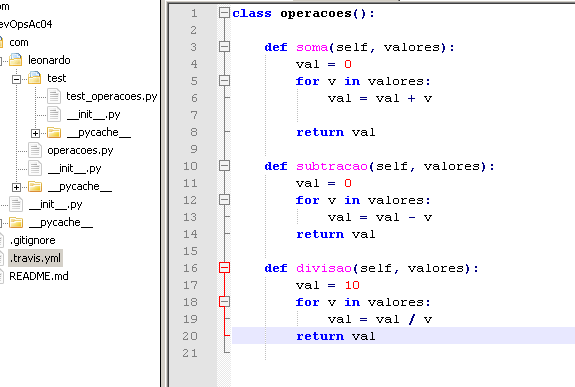 om
evOpsAc04
com
leonardo
test
test_operacoes.py
__init__.py
__pycache__
operacoes.py
__init__.py
__pycache__
__init__.py
__pycache__
.gitignore
.travis.yml
README.md
1 class operacoes():
2
3 def soma(self, valores):
4 val = 0
5 for v in valores:
6 val = val + v
7
8 return val
9
10 def subtracao(self, valores):
11 val = 0
12 for v in valores:
13 val = val - v
14 return val
15
16 def divisao(self, valores):
17 val = 10
18 for v in valores:
19 val = val / v
20 return val
21